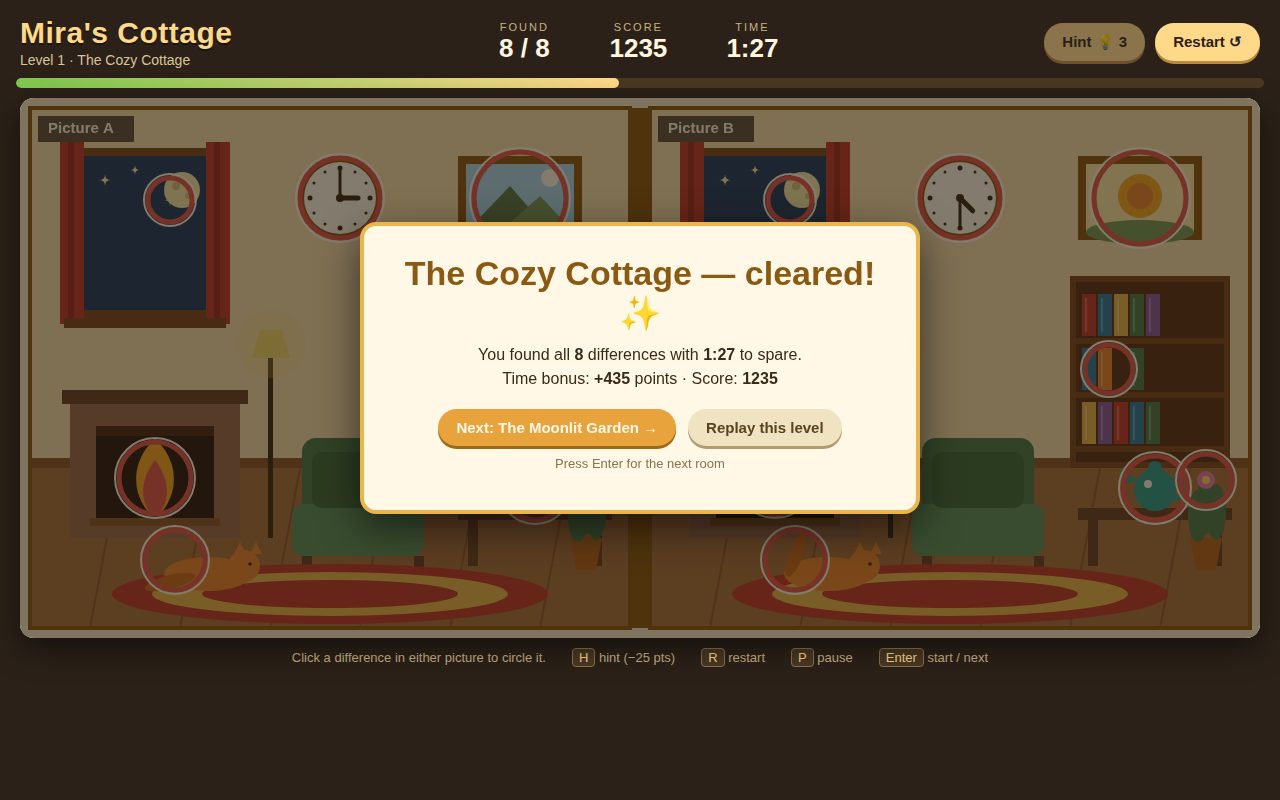 Mira's Cottage
Level 1 · The Cozy Cottage
FOUND
8 / 8
SCORE
1235
TIME
1:27
Hint 💡 3
Restart ↺
Picture A
Picture B
The Cozy Cottage — cleared!
✨
You found all 8 differences with 1:27 to spare.
Time bonus: +435 points · Score: 1235
Next: The Moonlit Garden →
Replay this level
Press Enter for the next room
Click a difference in either picture to circle it.
H hint (−25 pts)
R restart
P pause
Enter start / next